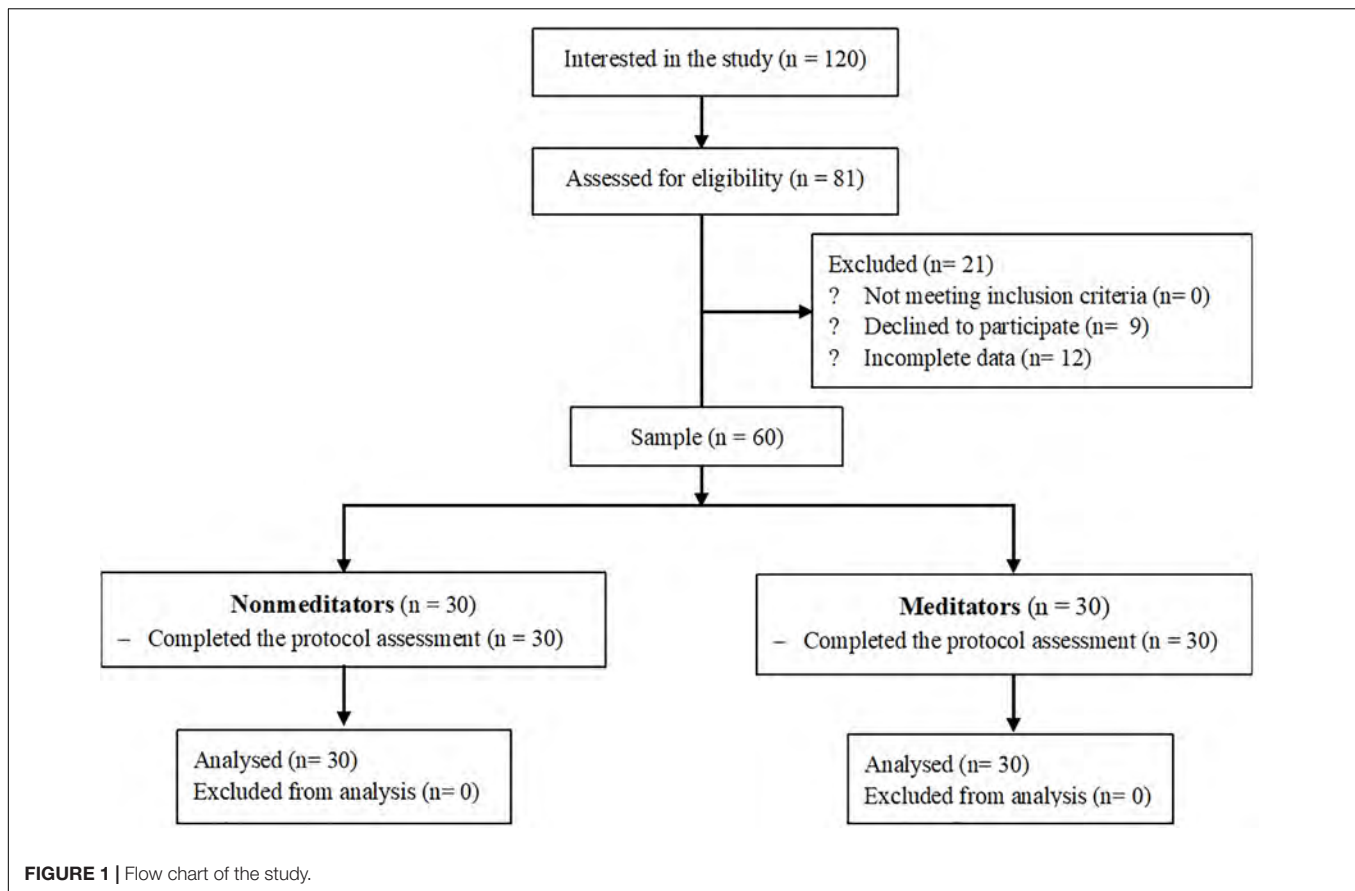 Interested in the study (n = 120)
Assessed for eligibility (n = 81)
Excluded (n= 21)
? Not meeting inclusion criteria (n= 0)
? Declined to participate (n= 9)
? Incomplete data (n= 12)
Sample (n = 60)
Nonmeditators (n = 30)
– Completed the protocol assessment (n = 30)
Meditators (n = 30)
– Completed the protocol assessment (n = 30)
Analysed (n= 30)
Excluded from analysis (n= 0)
Analysed (n= 30)
Excluded from analysis (n= 0)
FIGURE 1 | Flow chart of the study.